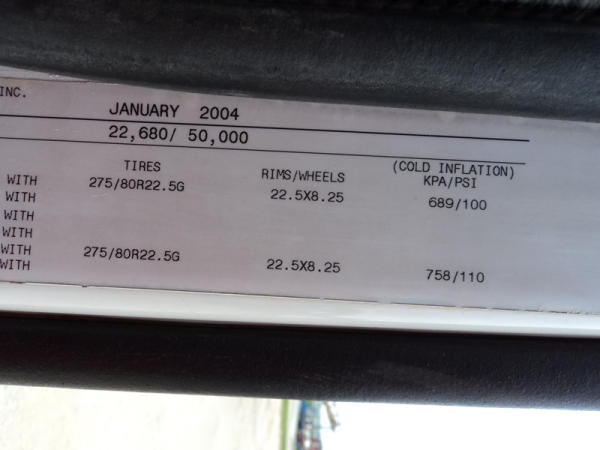 INC.
JANUARY 2004
22,680/ 50,000
TIRES RIMS/WHEELS (COLD INFLATION)
KPA/PSI
WITH 275/80R22.5G 22.5X8.25 689/100
WITH
WITH
WITH
WITH 275/80R22.5G 22.5X8.25 758/110
WITH